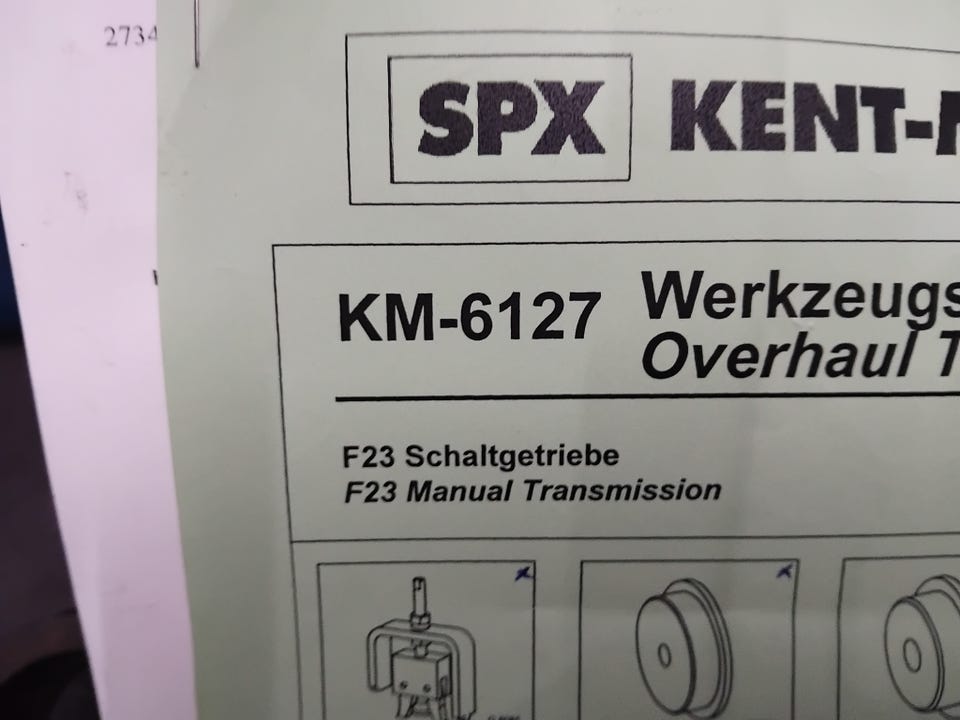 2734
SPX KENT-
KM-6127 Werkzeugs
Overhaul T
F23 Schaltgetriebe
F23 Manual Transmission